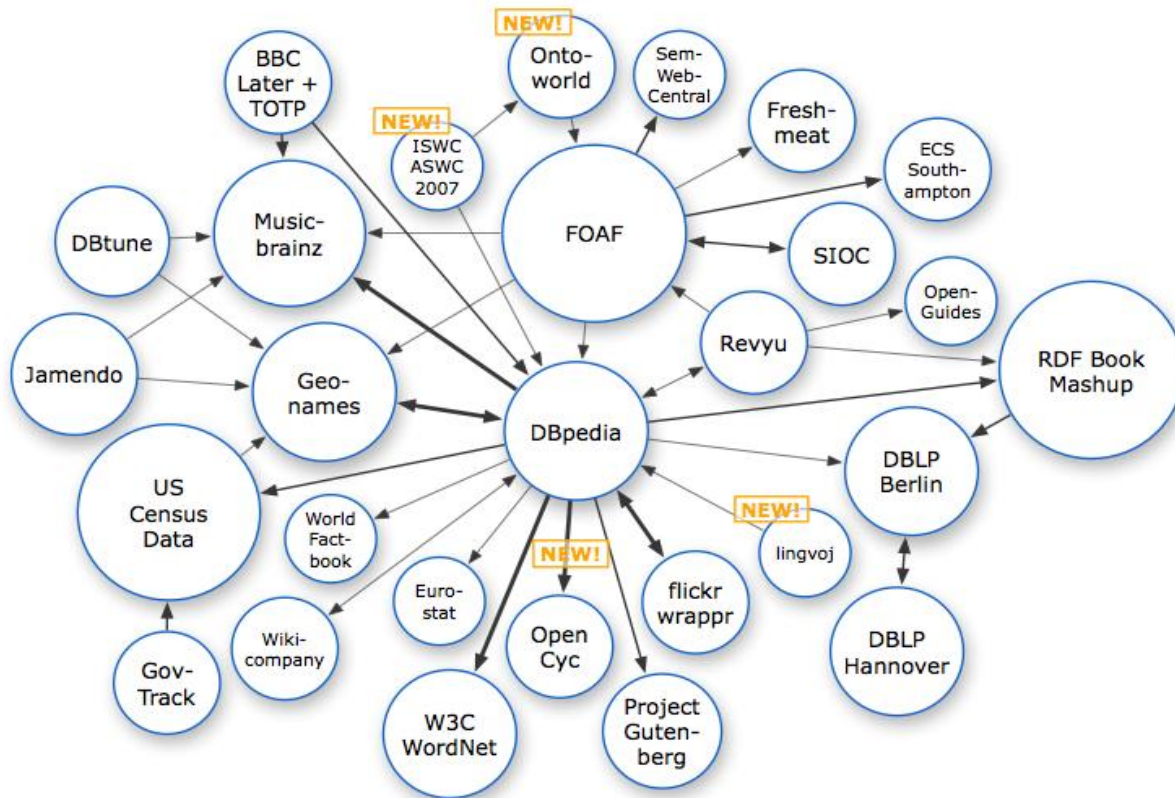 NEW!
BBC
Later +
TOTP
Onto-
world
Sem-
Web-
Central
NEW!
ISWC
ASWC
2007
Fresh-
meat
ECS
South-
ampton
DBtune
Music-
brainz
FOAF
SIOC
Open-
Guides
Jamendo
Geo-
names
Revyu
RDF Book
Mashup
DBpedia
DBLP
Berlin
US
Census
Data
World
Fact-
book
NEW!
lingvoj
NEW!
Euro-
stat
flickr
wrappr
Wiki-
company
Open
Cyc
DBLP
Hannover
Gov-
Track
W3C
WordNet
Project
Guten-
berg